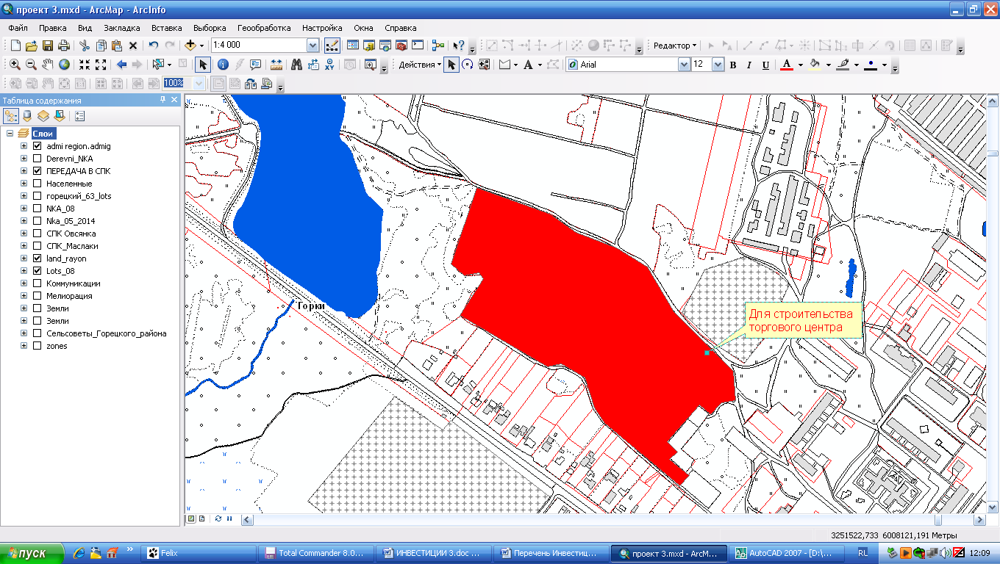 проект 3.mxd - ArcMap - ArcInfo
Файл Правка Вид Закладка Вставка Выборка Геообработка Настройка Окна Справка
1:4 000 Редактор
Действия Arial 12 B I U A
100%
Таблица содержания
Слои
admi region.admig
Derevni_NKA
ПЕРЕДАЧА В СПК
Населенные
горецкий_63_lots
NKA_08
Nka_05_2014
СПК Овсянка
СПК_Маслаки
land_rayon
Lots_08
Коммуникации
Мелиорация
Земли
Земли
Сельсоветы_Горецкого_района
zones
Горки
Для строительства
торгового центра
3251522,733 6008121,191 Метры
пуск Felix Total Commander 8.0... ИНВЕСТИЦИИ 3.doc ... Перечень Инвестиц... проект 3.mxd - ArcM... AutoCAD 2007 - [D:\... RL 12:09